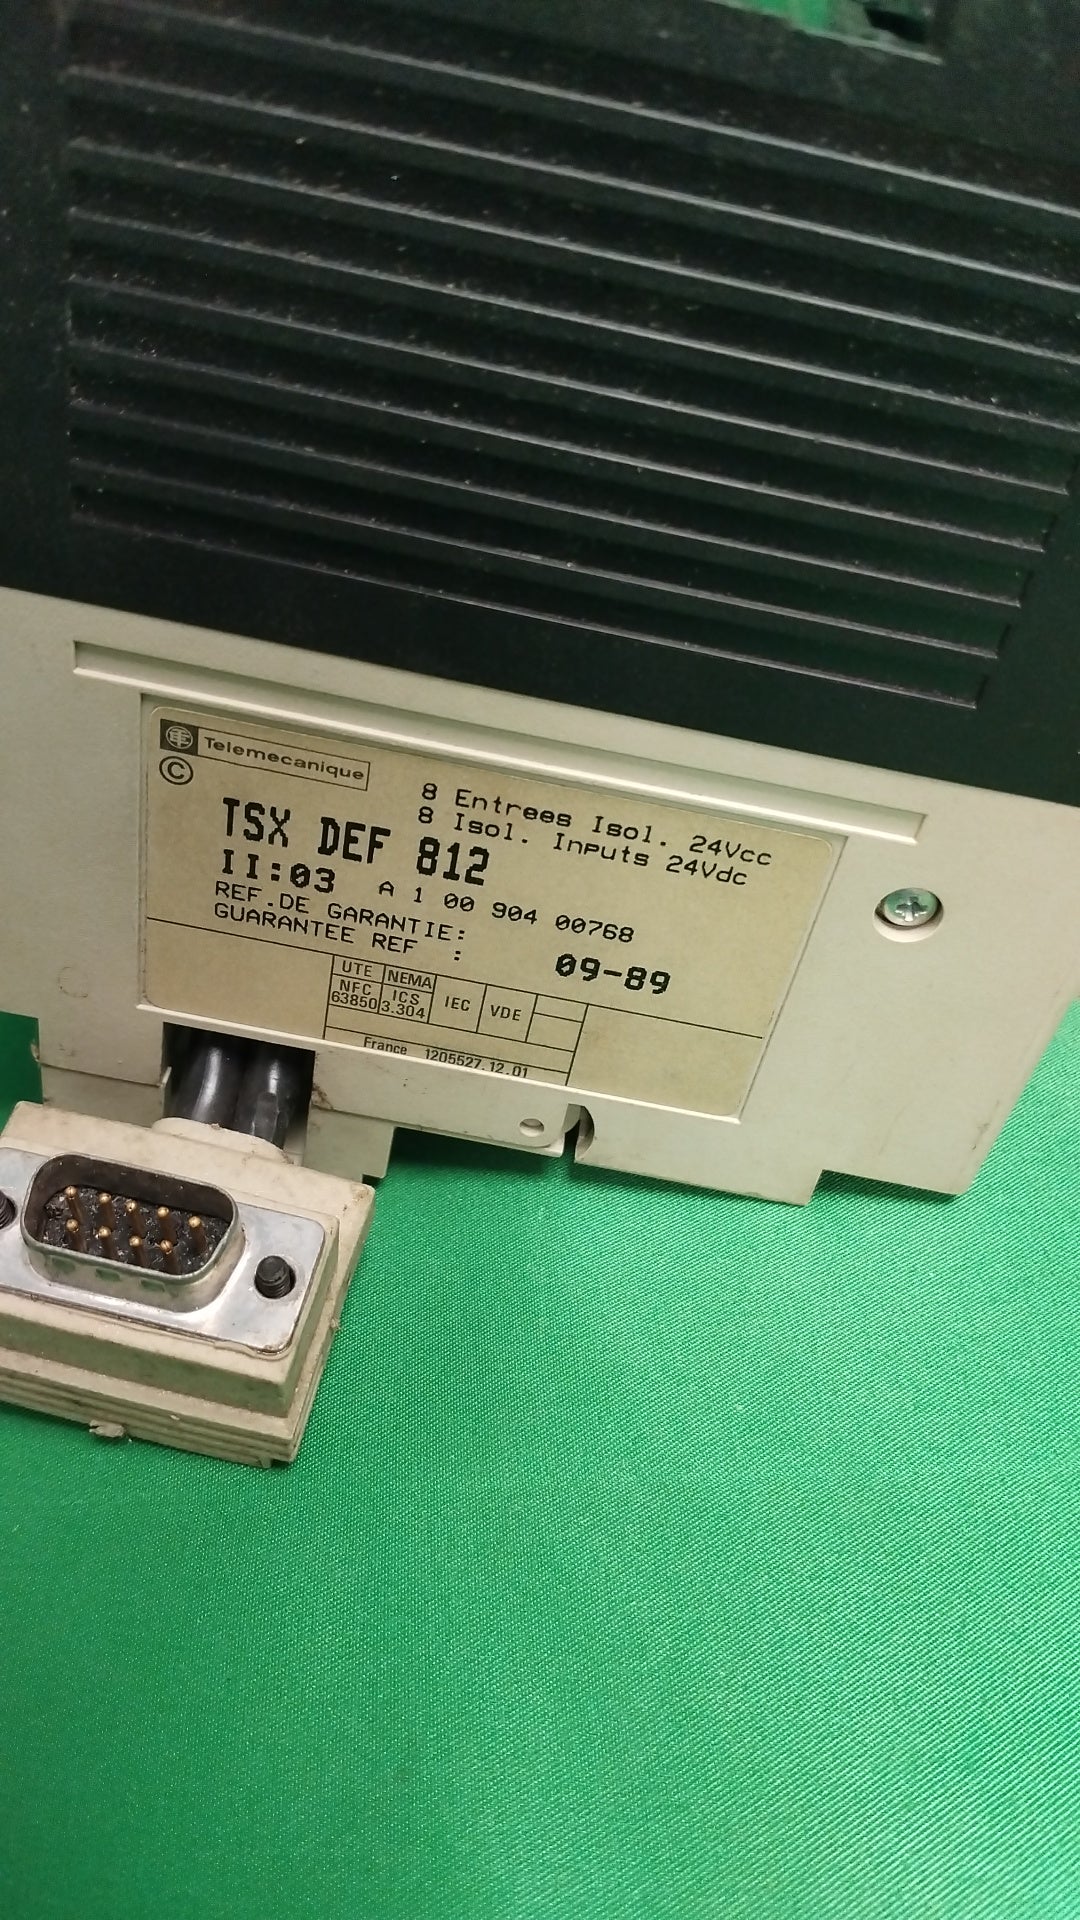 Telemecanique
©
8 Entrees Isol. 24Vcc
8 Isol. Inputs 24Vdc
TSX DEF 812
II:03 A 1 00 904 00768
REF.DE GARANTIE:
GUARANTEE REF :
09-89
UTE NEMA
NFC 63850 ICS 3.304 IEC VDE
France 1205527.12.01